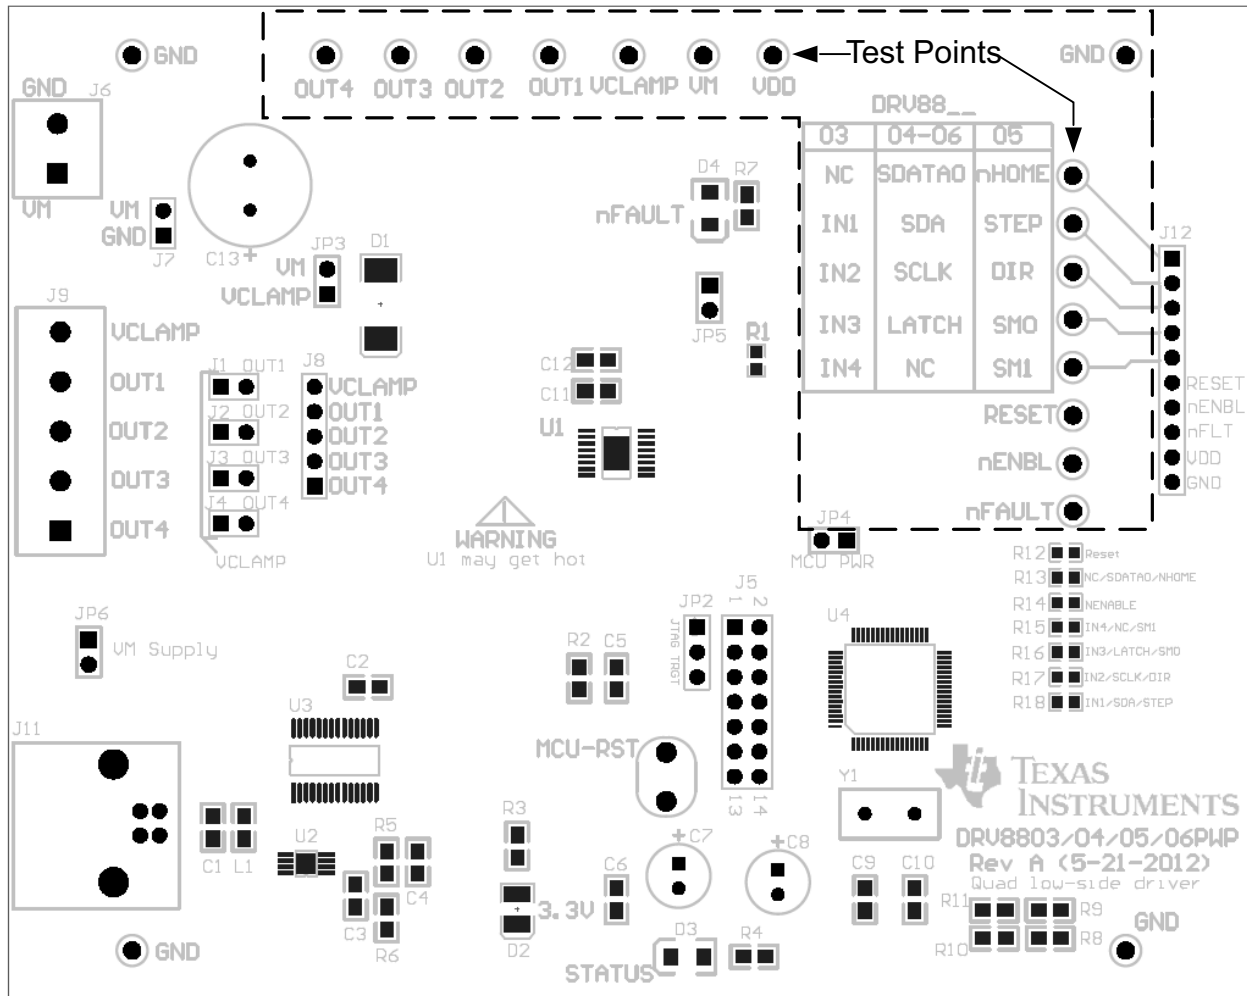 GND
OUT4 OUT3 OUT2 OUT1 VCLAMP VM VDD
Test Points
GND
GND
J6
VM
VM
GND
J7
C13
+
JP3
VM
VCLAMP
D1
+
D4
R7
nFAULT
JP5
R1
DRV88__
03 04-06 05
NC SDATAO nHOME
IN1 SDA STEP
IN2 SCLK DIR
IN3 LATCH SM0
IN4 NC SM1
RESET
nENBL
nFAULT
J12
RESET
nENBL
nFLT
VDD
GND
J9
VCLAMP
OUT1
OUT2
OUT3
OUT4
J1 OUT1
J2 OUT2
J3 OUT3
J4 OUT4
VCLAMP
J8
VCLAMP
OUT1
OUT2
OUT3
OUT4
C12
C11
U1
WARNING
U1 may get hot
JP4
MCU PWR
R12 Reset
R13 NC/SDATAO/NHOME
R14 NENABLE
R15 IN4/NC/SM1
R16 IN3/LATCH/SM0
R17 IN2/SCLK/DIR
R18 IN1/SDA/STEP
JP6
VM Supply
J11
C2
U3
R2 C5
JP2
JTAG TRGT
J5
1 2
13 14
U4
MCU-RST
Y1
TEXAS
INSTRUMENTS
DRV8803/04/05/06PWP
Rev A (5-21-2012)
Quad low-side driver
C1 L1
U2
R5
C4
C3
R6
R3
3.3V
D2
C6
+
C7
+
C8
C9 C10
R11 R9
R10 R8
GND
GND
STATUS
D3
R4